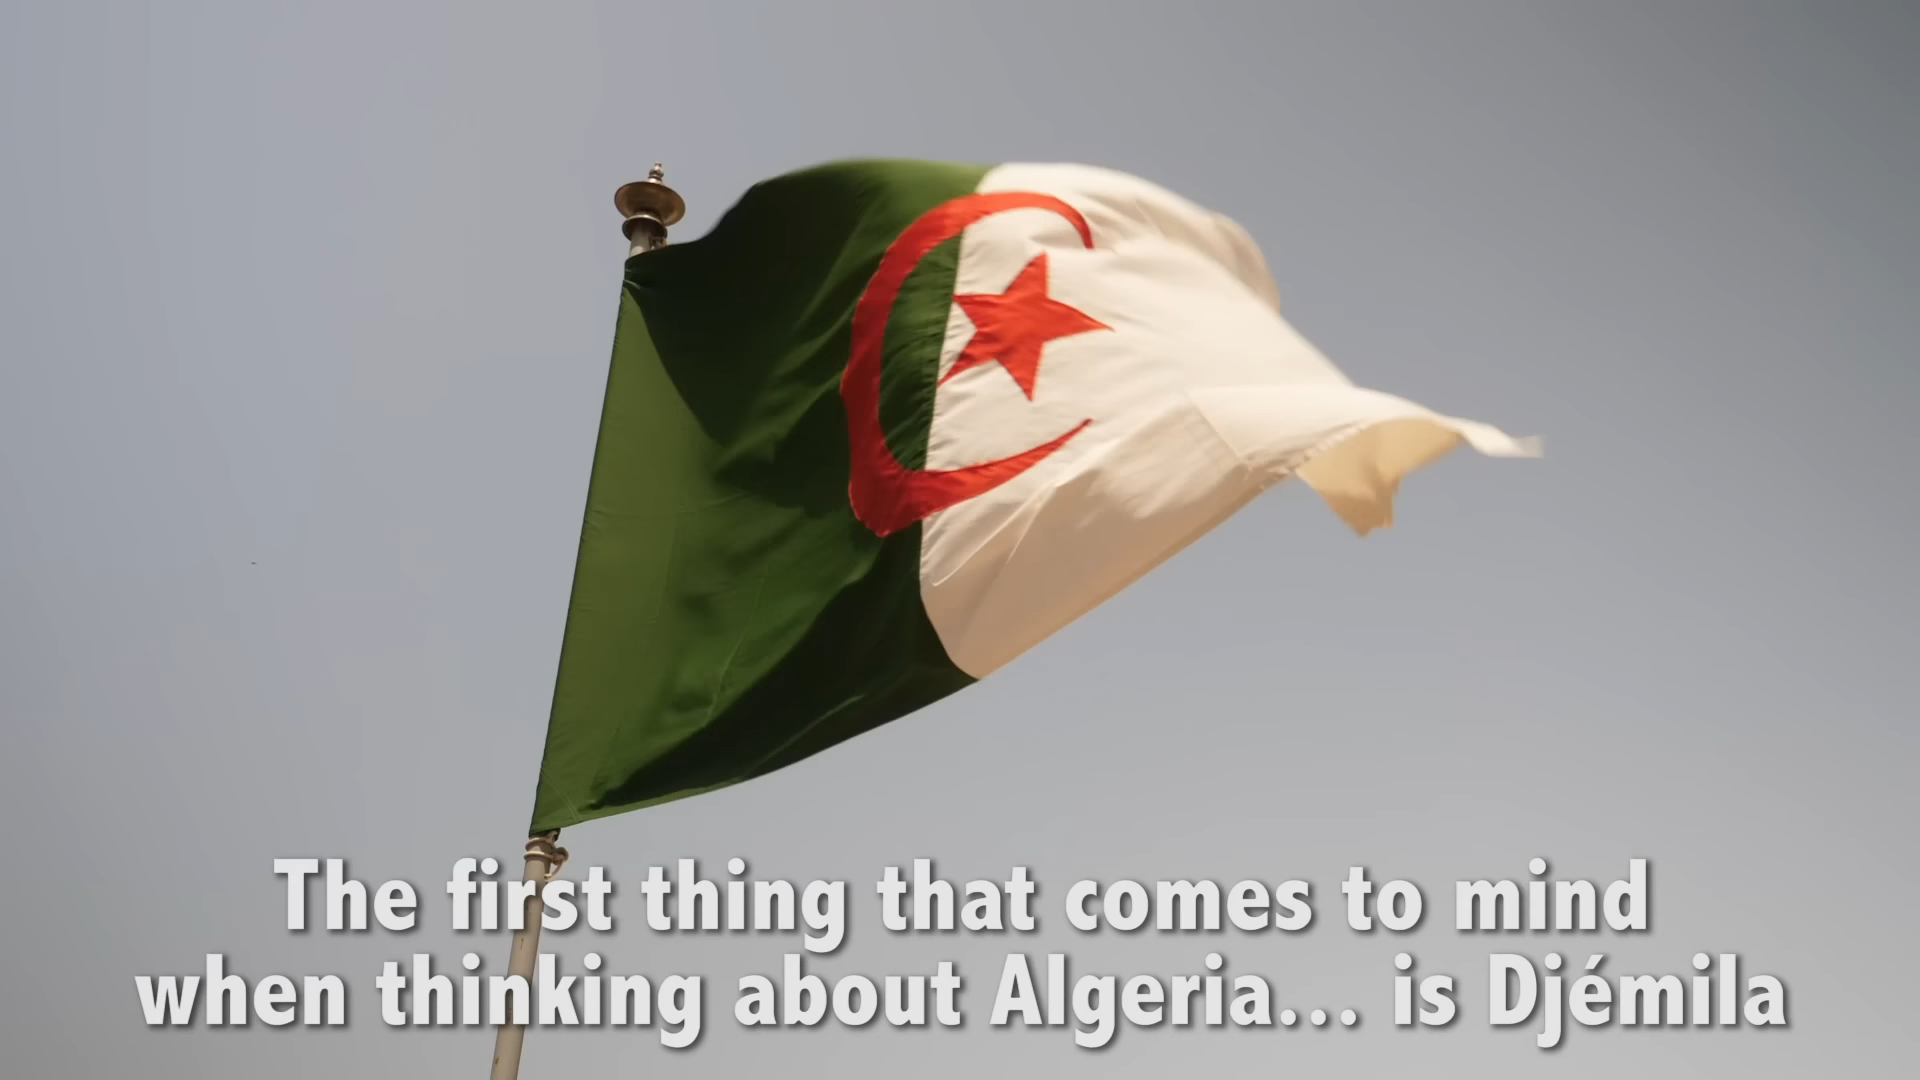 The first thing that comes to mind
when thinking about Algeria... is Djémila